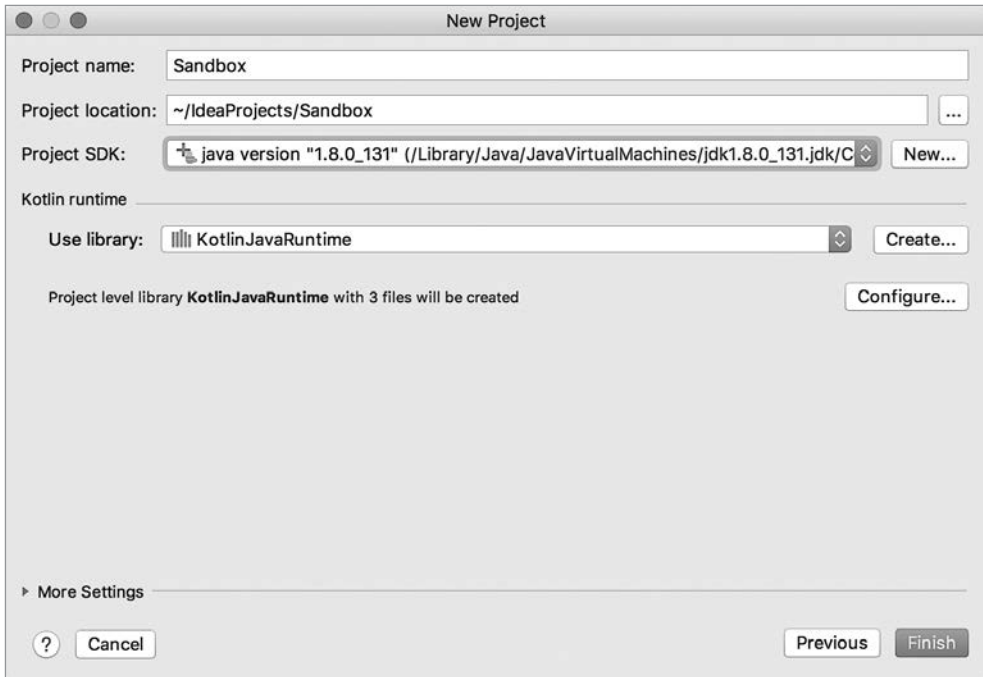 New Project
Project name: Sandbox
Project location: ~/IdeaProjects/Sandbox ...
Project SDK: java version "1.8.0_131" (/Library/Java/JavaVirtualMachines/jdk1.8.0_131.jdk/C New...
Kotlin runtime
Use library: KotlinJavaRuntime Create...
Project level library KotlinJavaRuntime with 3 files will be created Configure...
More Settings
? Cancel Previous Finish